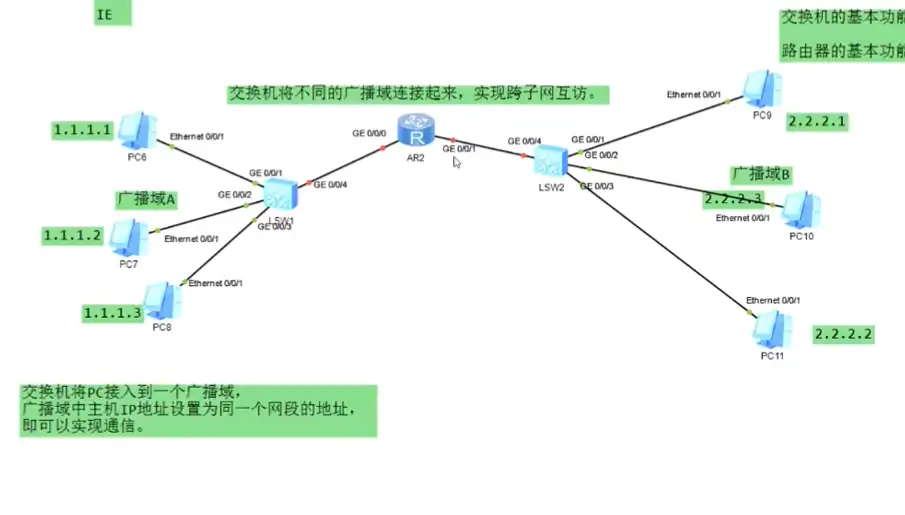 IE
交换机的基本功能
路由器的基本功能
交换机将不同的广播域连接起来，实现跨子网互访。
Ethernet 0/0/1
PC9
2.2.2.1
1.1.1.1
Ethernet 0/0/1
PC6
GE 0/0/0
AR2
GE 0/0/1
GE 0/0/4
GE 0/0/1
GE 0/0/2
LSW2
GE 0/0/3
GE 0/0/1
GE 0/0/4
GE 0/0/2
LSW1
GE 0/0/3
广播域A
广播域B
2.2.2.3
Ethernet 0/0/1
PC10
1.1.1.2
Ethernet 0/0/1
PC7
Ethernet 0/0/1
1.1.1.3
PC8
Ethernet 0/0/1
PC11
2.2.2.2
交换机将PC接入到一个广播域，
广播域中主机IP地址设置为同一个网段的地址，
即可以实现通信。